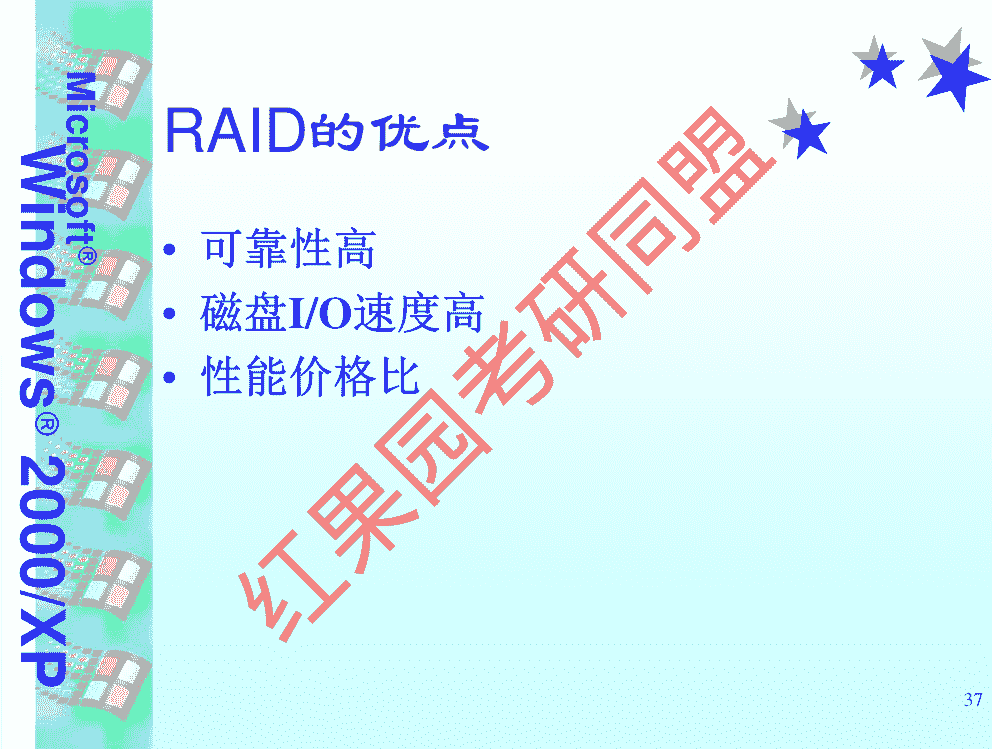 Microsoft®
Windows® 2000/XP
RAID的优点
• 可靠性高
• 磁盘I/O速度高
• 性能价格比
红果园考研同盟
37